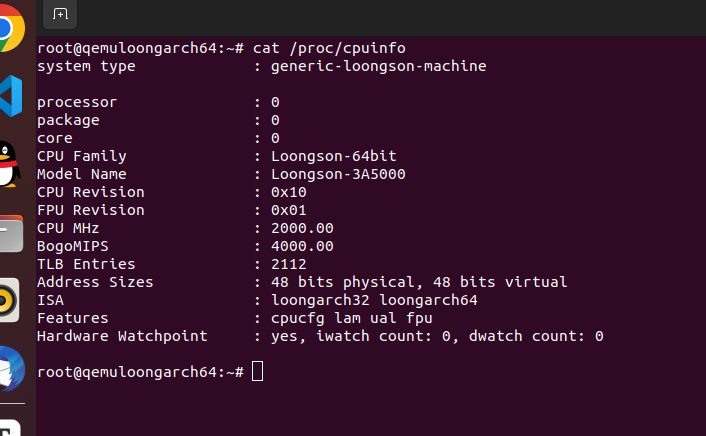 root@qemuloongarch64:~# cat /proc/cpuinfo
system type : generic-loongson-machine
processor : 0
package : 0
core : 0
CPU Family : Loongson-64bit
Model Name : Loongson-3A5000
CPU Revision : 0x10
FPU Revision : 0x01
CPU MHz : 2000.00
BogoMIPS : 4000.00
TLB Entries : 2112
Address Sizes : 48 bits physical, 48 bits virtual
ISA : loongarch32 loongarch64
Features : cpucfg lam ual fpu
Hardware Watchpoint : yes, iwatch count: 0, dwatch count: 0
root@qemuloongarch64:~#